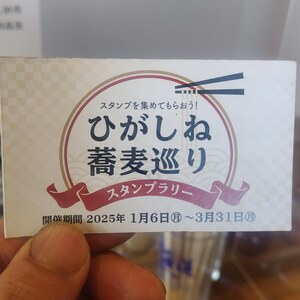 スタンプを集めてもらおう!
ひがしね
蕎麦巡り
スタンプラリー
開催期間 2025年 1月6日㊊〜3月31日㊊